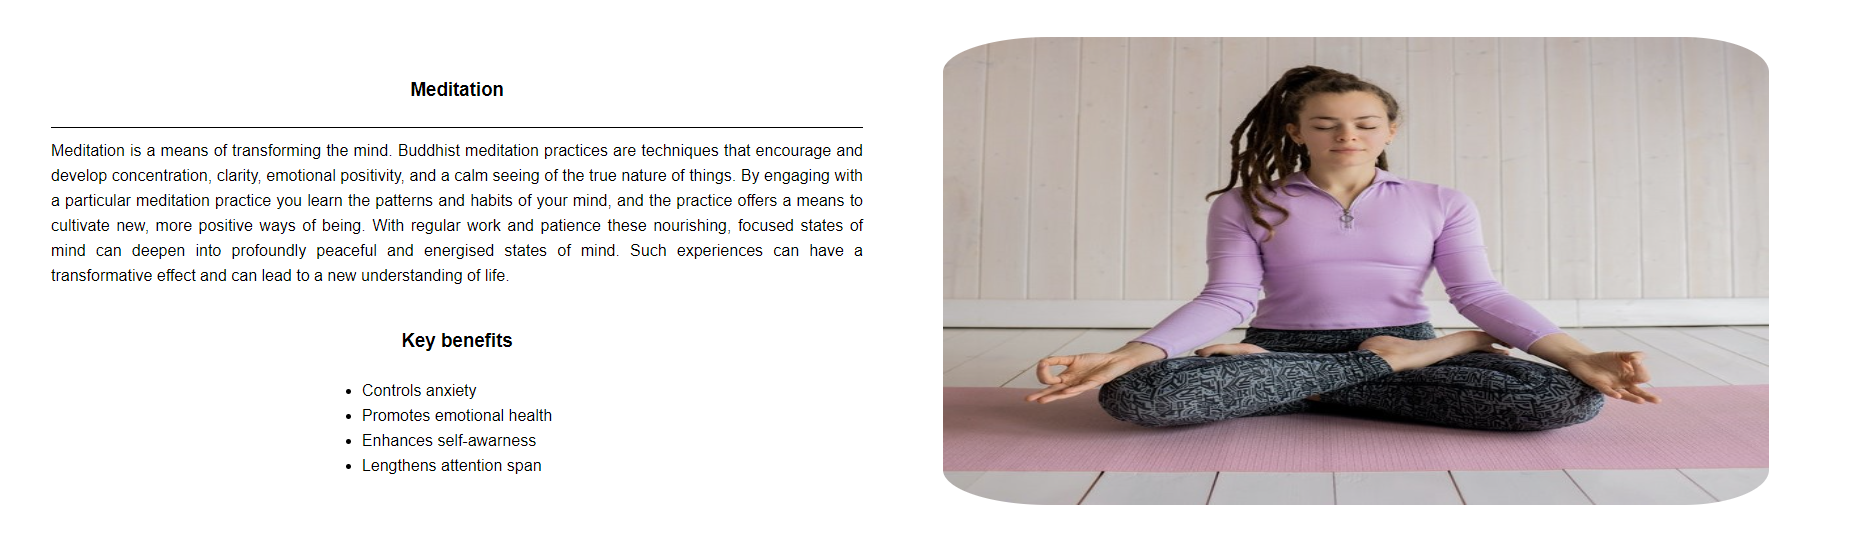 Meditation
Meditation is a means of transforming the mind. Buddhist meditation practices are techniques that encourage and
develop concentration, clarity, emotional positivity, and a calm seeing of the true nature of things. By engaging with
a particular meditation practice you learn the patterns and habits of your mind, and the practice offers a means to
cultivate new, more positive ways of being. With regular work and patience these nourishing, focused states of
mind can deepen into profoundly peaceful and energised states of mind. Such experiences can have a
transformative effect and can lead to a new understanding of life.
Key benefits
• Controls anxiety
• Promotes emotional health
• Enhances self-awarness
• Lengthens attention span